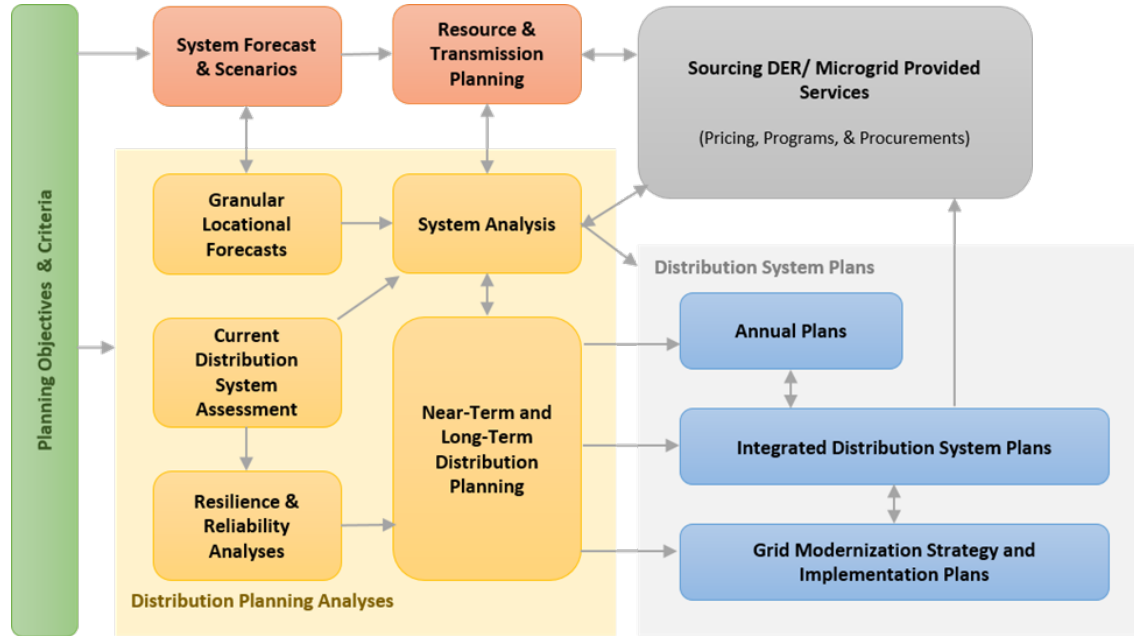 Planning Objectives & Criteria
System Forecast
& Scenarios
Resource &
Transmission
Planning
Sourcing DER/ Microgrid Provided
Services
(Pricing, Programs, & Procurements)
Granular
Locational
Forecasts
System Analysis
Distribution System Plans
Current
Distribution
System
Assessment
Near-Term and
Long-Term
Distribution
Planning
Annual Plans
Integrated Distribution System Plans
Resilience &
Reliability
Analyses
Grid Modernization Strategy and
Implementation Plans
Distribution Planning Analyses